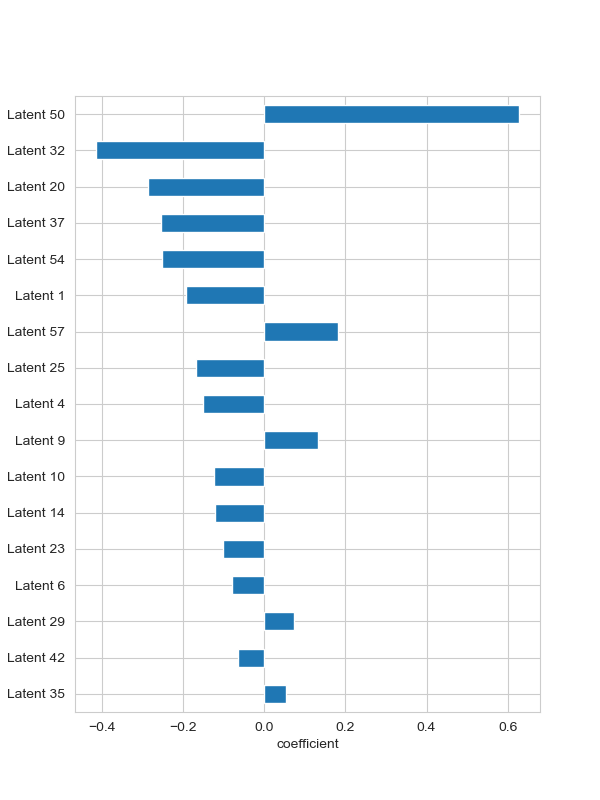 Latent 50
Latent 32
Latent 20
Latent 37
Latent 54
Latent 1
Latent 57
Latent 25
Latent 4
Latent 9
Latent 10
Latent 14
Latent 23
Latent 6
Latent 29
Latent 42
Latent 35
−0.4 −0.2 0.0 0.2 0.4 0.6
coefficient